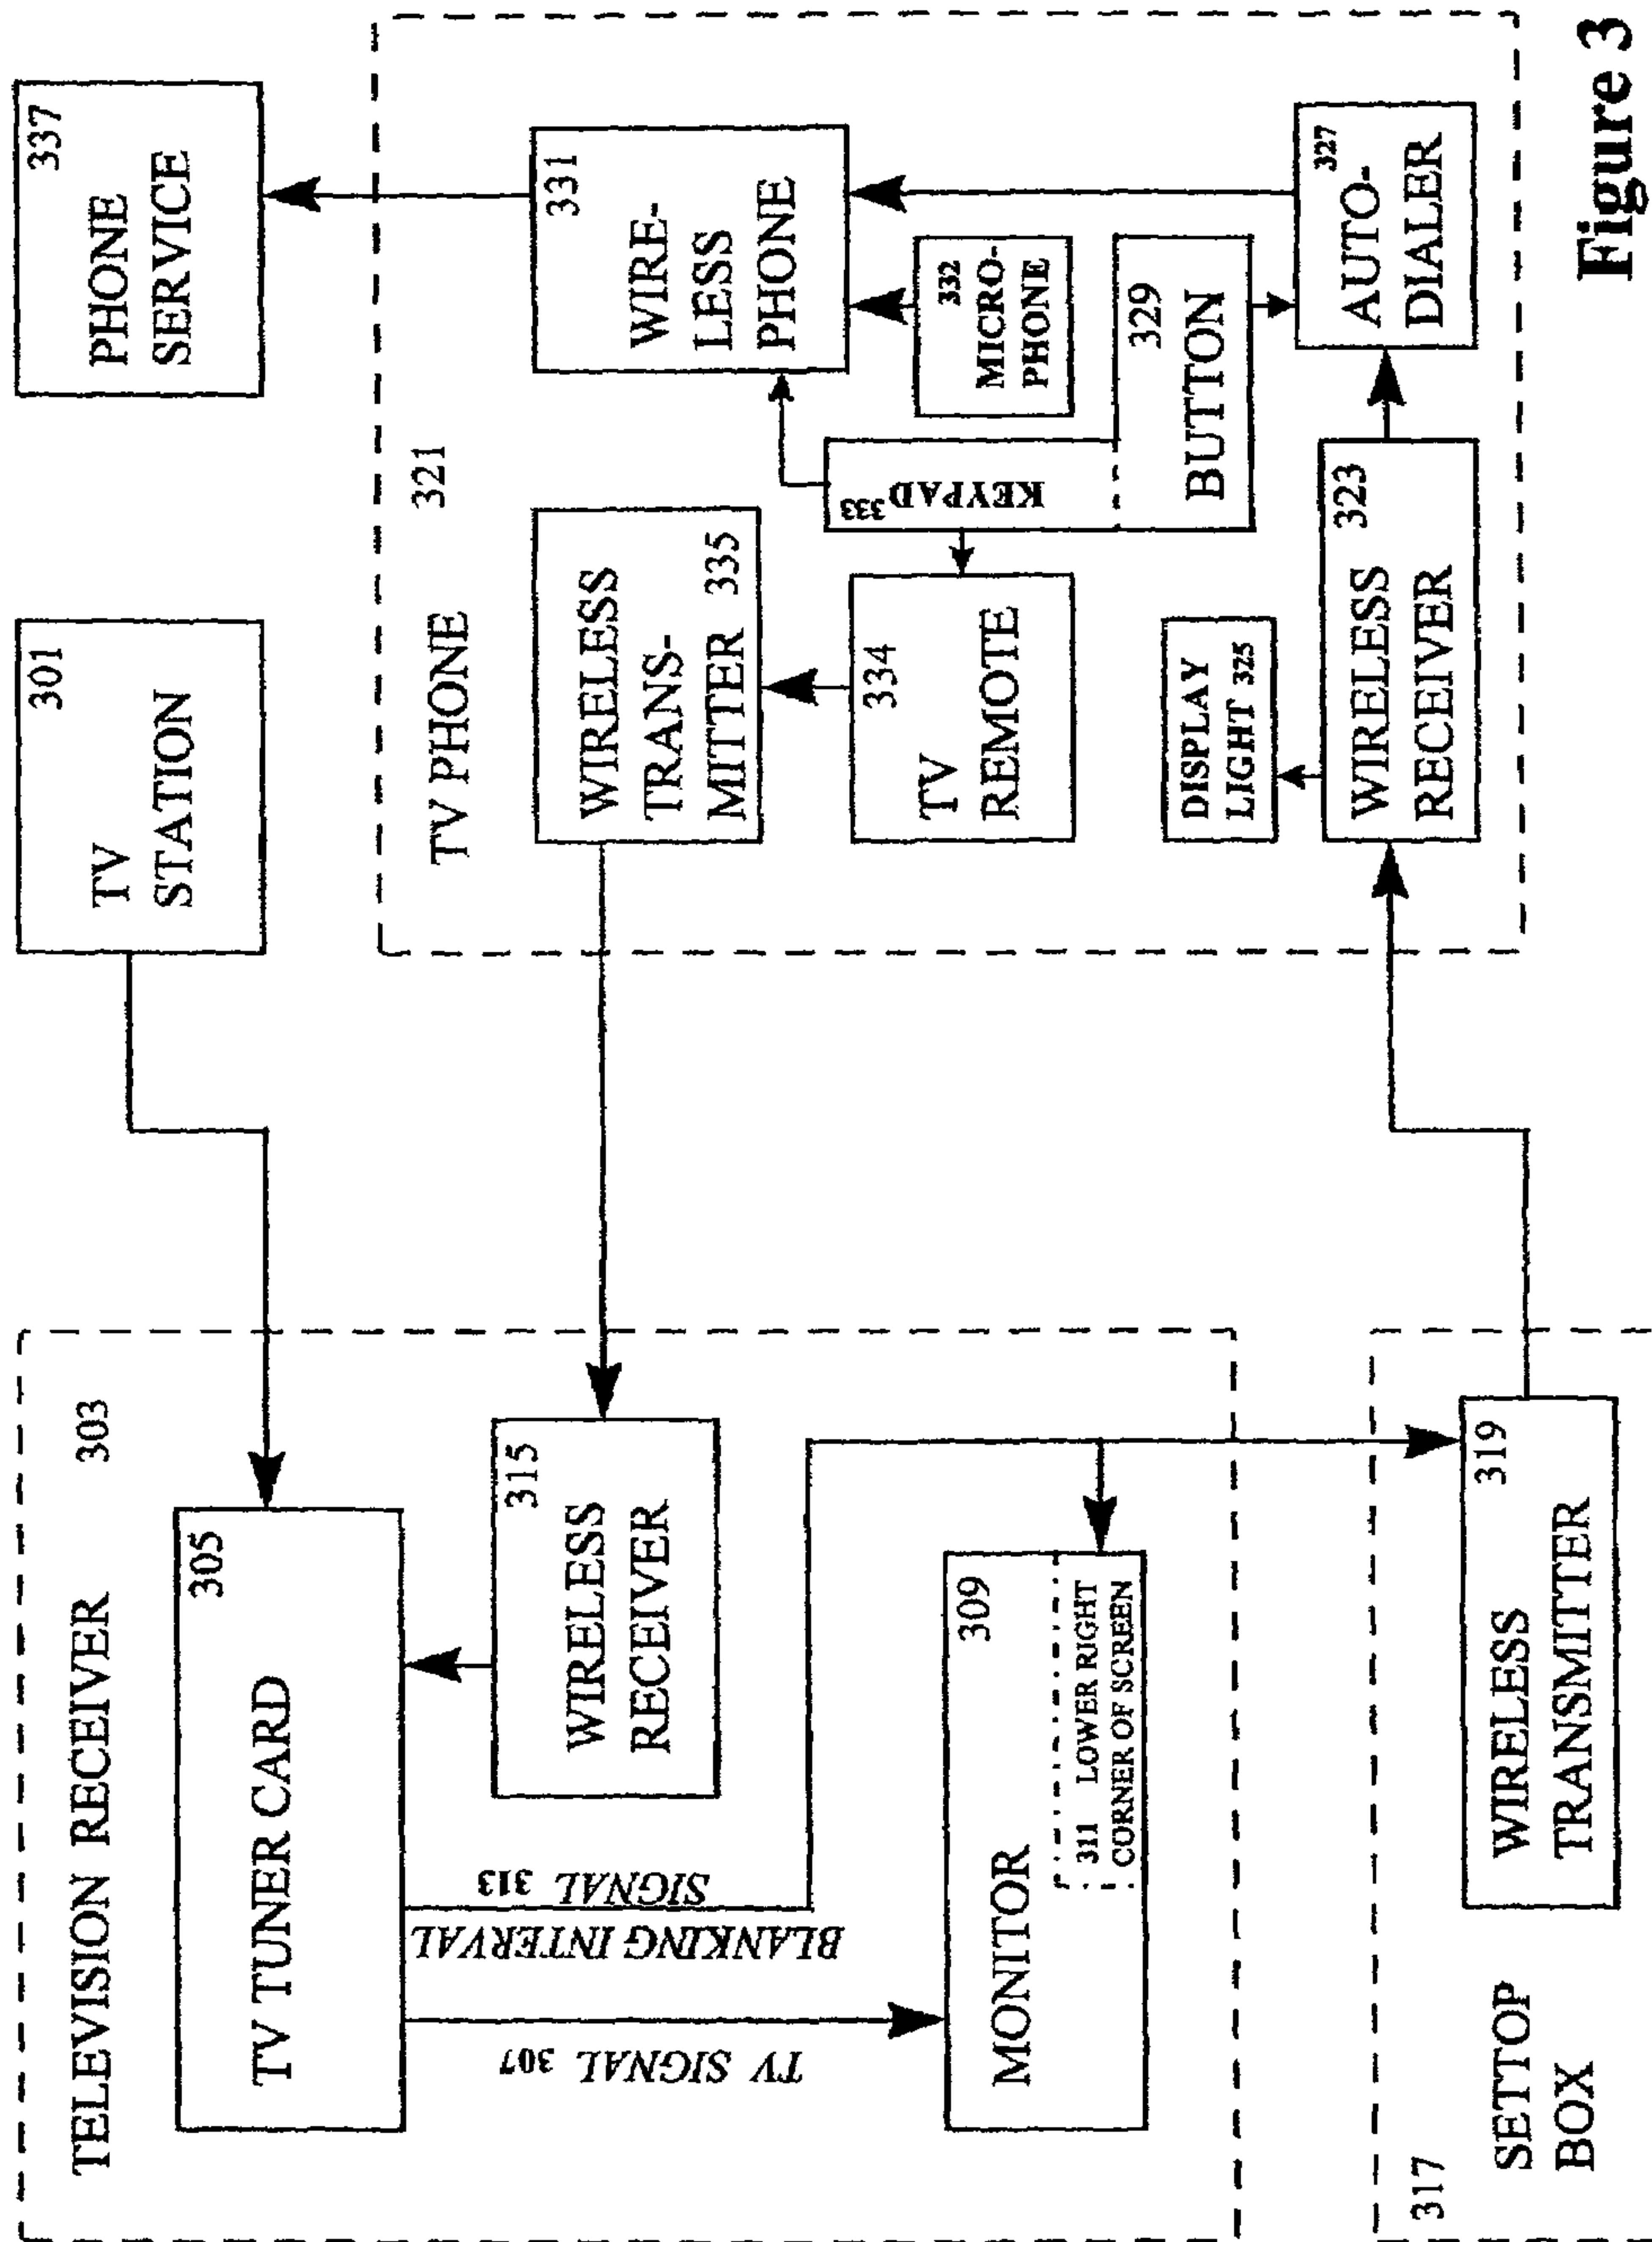 TELEVISION RECEIVER 303
305
TV TUNER CARD
315
WIRELESS
RECEIVER
TV SIGNAL 307
BLANKING INTERVAL
SIGNAL 313
309
MONITOR
311 LOWER RIGHT
CORNER OF SCREEN
317
SETTOP
BOX
319
WIRELESS
TRANSMITTER
301
TV
STATION
337
PHONE
SERVICE
TV PHONE 321
WIRELESS
TRANS-
MITTER 335
331
WIRE-
LESS
PHONE
334
TV
REMOTE
333 KEYPAD
332
MICRO-
PHONE
329
BUTTON
DISPLAY
LIGHT 325
323
WIRELESS
RECEIVER
327
AUTO-
DIALER
Figure 3